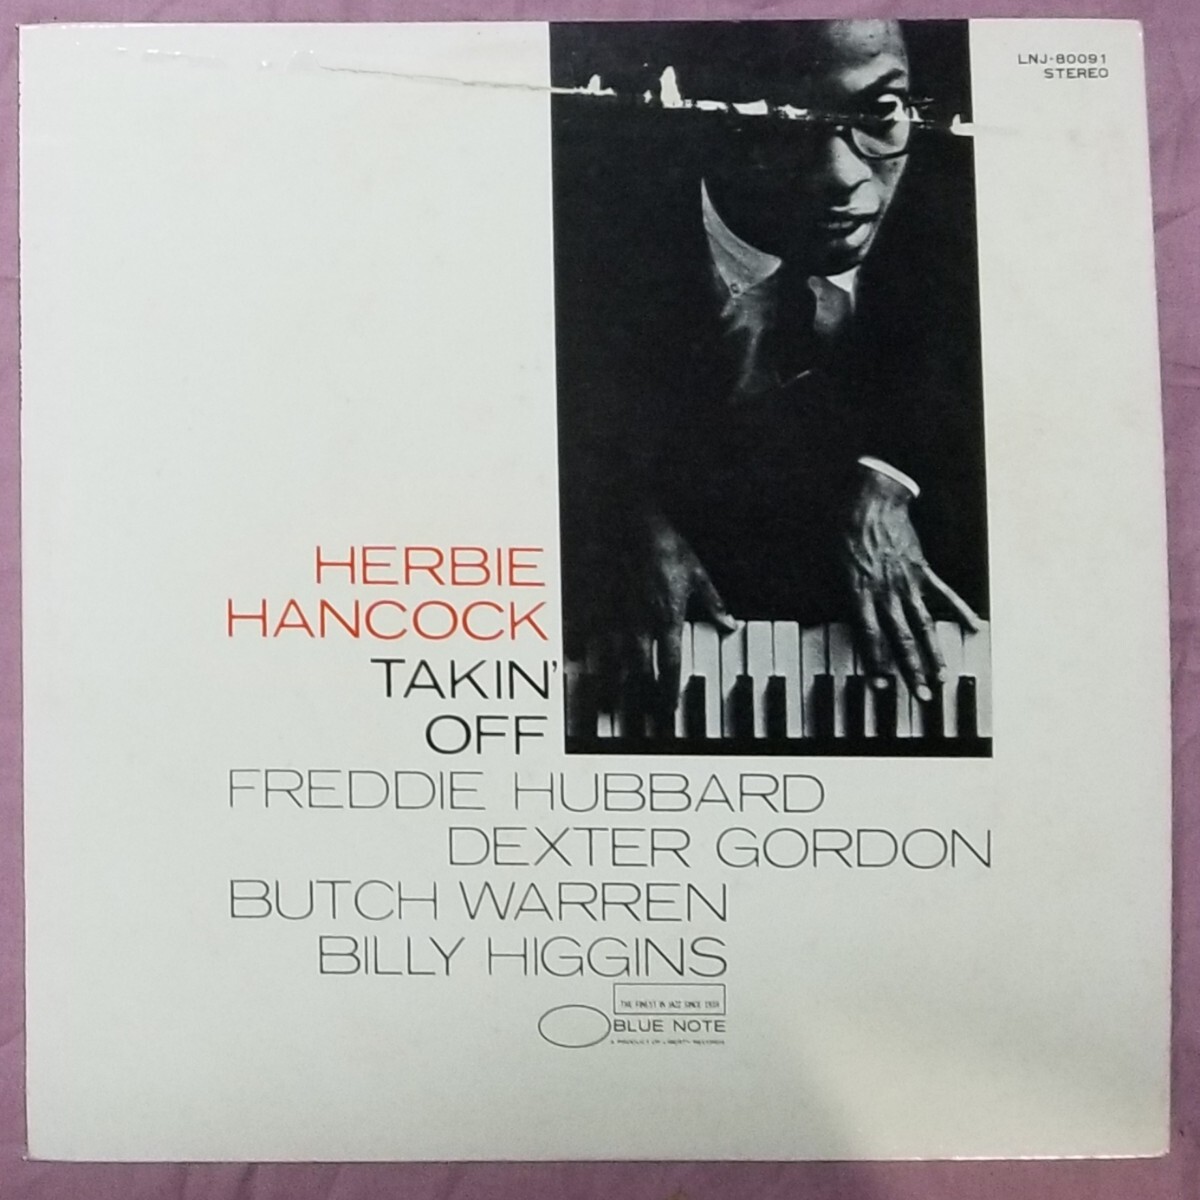 LNJ-80091
STEREO
HERBIE
HANCOCK
TAKIN'
OFF
FREDDIE HUBBARD
DEXTER GORDON
BUTCH WARREN
BILLY HIGGINS
THE FINEST IN JAZZ SINCE 1939
BLUE NOTE
A PRODUCT OF LIBERTY RECORDS